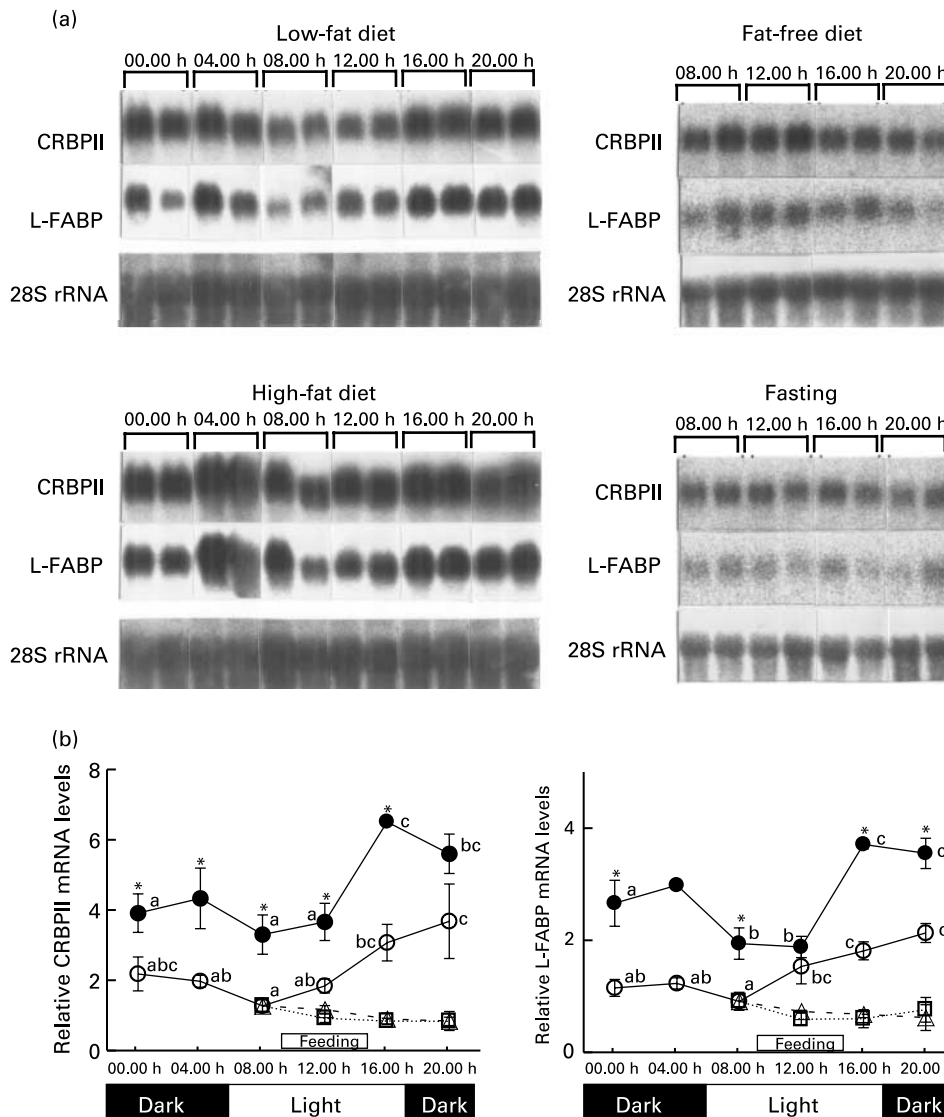 (a)
Low-fat diet
00.00 h 04.00 h 08.00 h 12.00 h 16.00 h 20.00 h
CRBPII
L-FABP
28S rRNA
Fat-free diet
08.00 h 12.00 h 16.00 h 20.00 h
CRBPII
L-FABP
28S rRNA
High-fat diet
00.00 h 04.00 h 08.00 h 12.00 h 16.00 h 20.00 h
CRBPII
L-FABP
28S rRNA
Fasting
08.00 h 12.00 h 16.00 h 20.00 h
CRBPII
L-FABP
28S rRNA
(b)
Relative CRBPII mRNA levels
8
6
4
2
0
* a
*
* a
* a
* c
bc
abc
ab
a
ab
bc
c
Feeding
00.00 h 04.00 h 08.00 h 12.00 h 16.00 h 20.00 h
Dark Light Dark
Relative L-FABP mRNA levels
4
2
0
* a
* b
b
* c
* c
ab
ab
a
bc
c
c
Feeding
00.00 h 04.00 h 08.00 h 12.00 h 16.00 h 20.00 h
Dark Light Dark